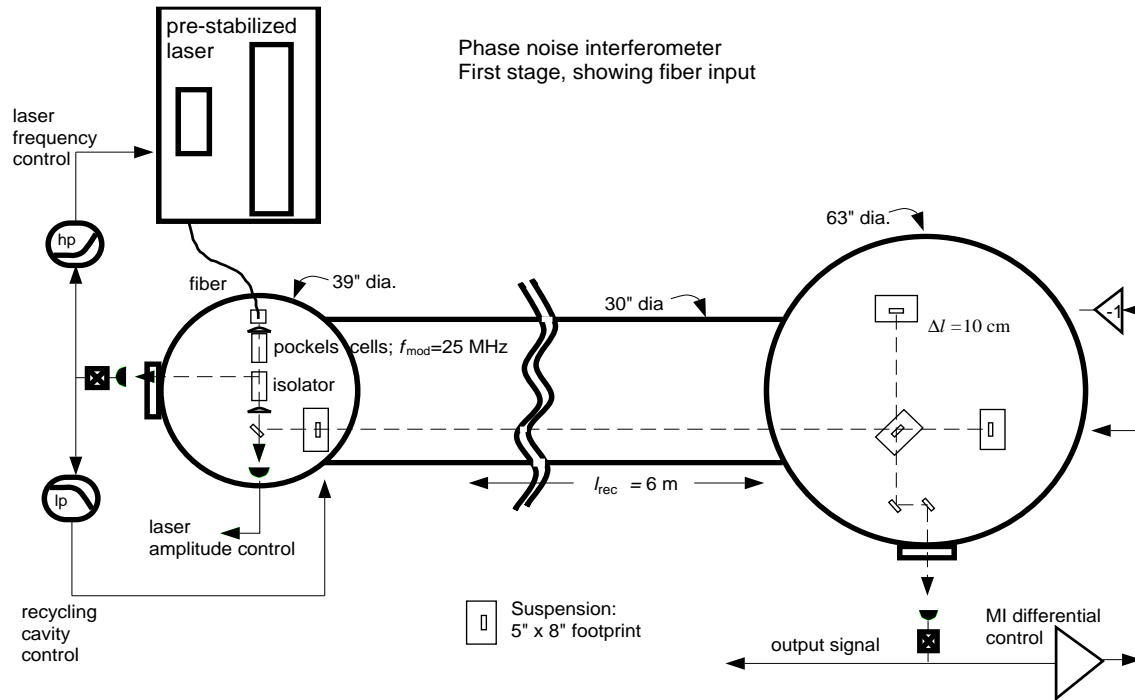 pre-stabilized
laser
Phase noise interferometer
First stage, showing fiber input
laser
frequency
control
hp
fiber
39" dia.
30" dia
63" dia.
-1
Δl =10 cm
pockels cells; fmod=25 MHz
isolator
lp
lrec = 6 m
laser
amplitude control
recycling
cavity
control
Suspension:
5" x 8" footprint
MI differential
control
output signal